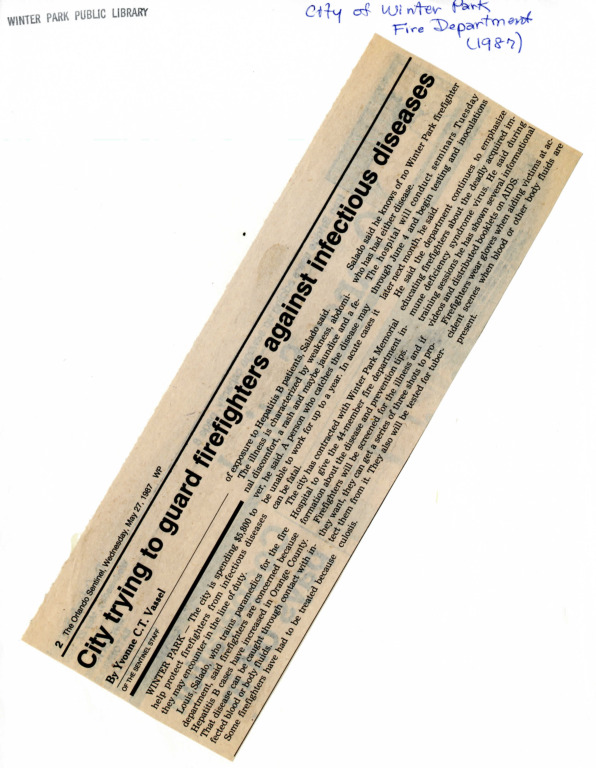 WINTER PARK PUBLIC LIBRARY
City of Winter Park
Fire Department
(1987)
2 The Orlando Sentinel, Wednesday, May 27, 1987 WP
City trying to guard firefighters against infectious diseases
By Yvonne C.T. Vassel
OF THE SENTINEL STAFF
WINTER PARK — The city is spending $5,800 to
help protect firefighters from infectious diseases
they may encounter in the line of duty.
Louis Salado, who trains paramedics for the fire
department, said firefighters are concerned because
Hepatitis B cases have increased in Orange County.
That disease can be caught through contact with in-
fected blood or body fluids.
Some firefighters have had to be treated because
of exposure to Hepatitis B patients, Salado said.
The illness is characterized by weakness, abdomi-
nal discomfort, a rash and maybe jaundice and a fe-
ver, he said. A person who catches the disease may
be unable to work for up to a year. In acute cases it
can be fatal.
The city has contracted with Winter Park Memorial
Hospital to give the 44-member fire department in-
formation about the disease and prevention tips.
Firefighters will be screened for the illness and if
they want, they can get a series of three shots to pro-
tect them from it. They also will be tested for tuber-
culosis.
Salado said he knows of no Winter Park firefighter
who has had either disease.
The hospital will conduct seminars Tuesday
through June 4 and begin testing and inoculations
later next month, he said.
He said the department continues to emphasize
educating firefighters about the deadly acquired im-
mune deficiency syndrome virus. He said during
training sessions he has shown several informational
videos and distributed booklets on AIDS.
Firefighters wear gloves when aiding victims at ac-
cident scenes when blood or other body fluids are
present.